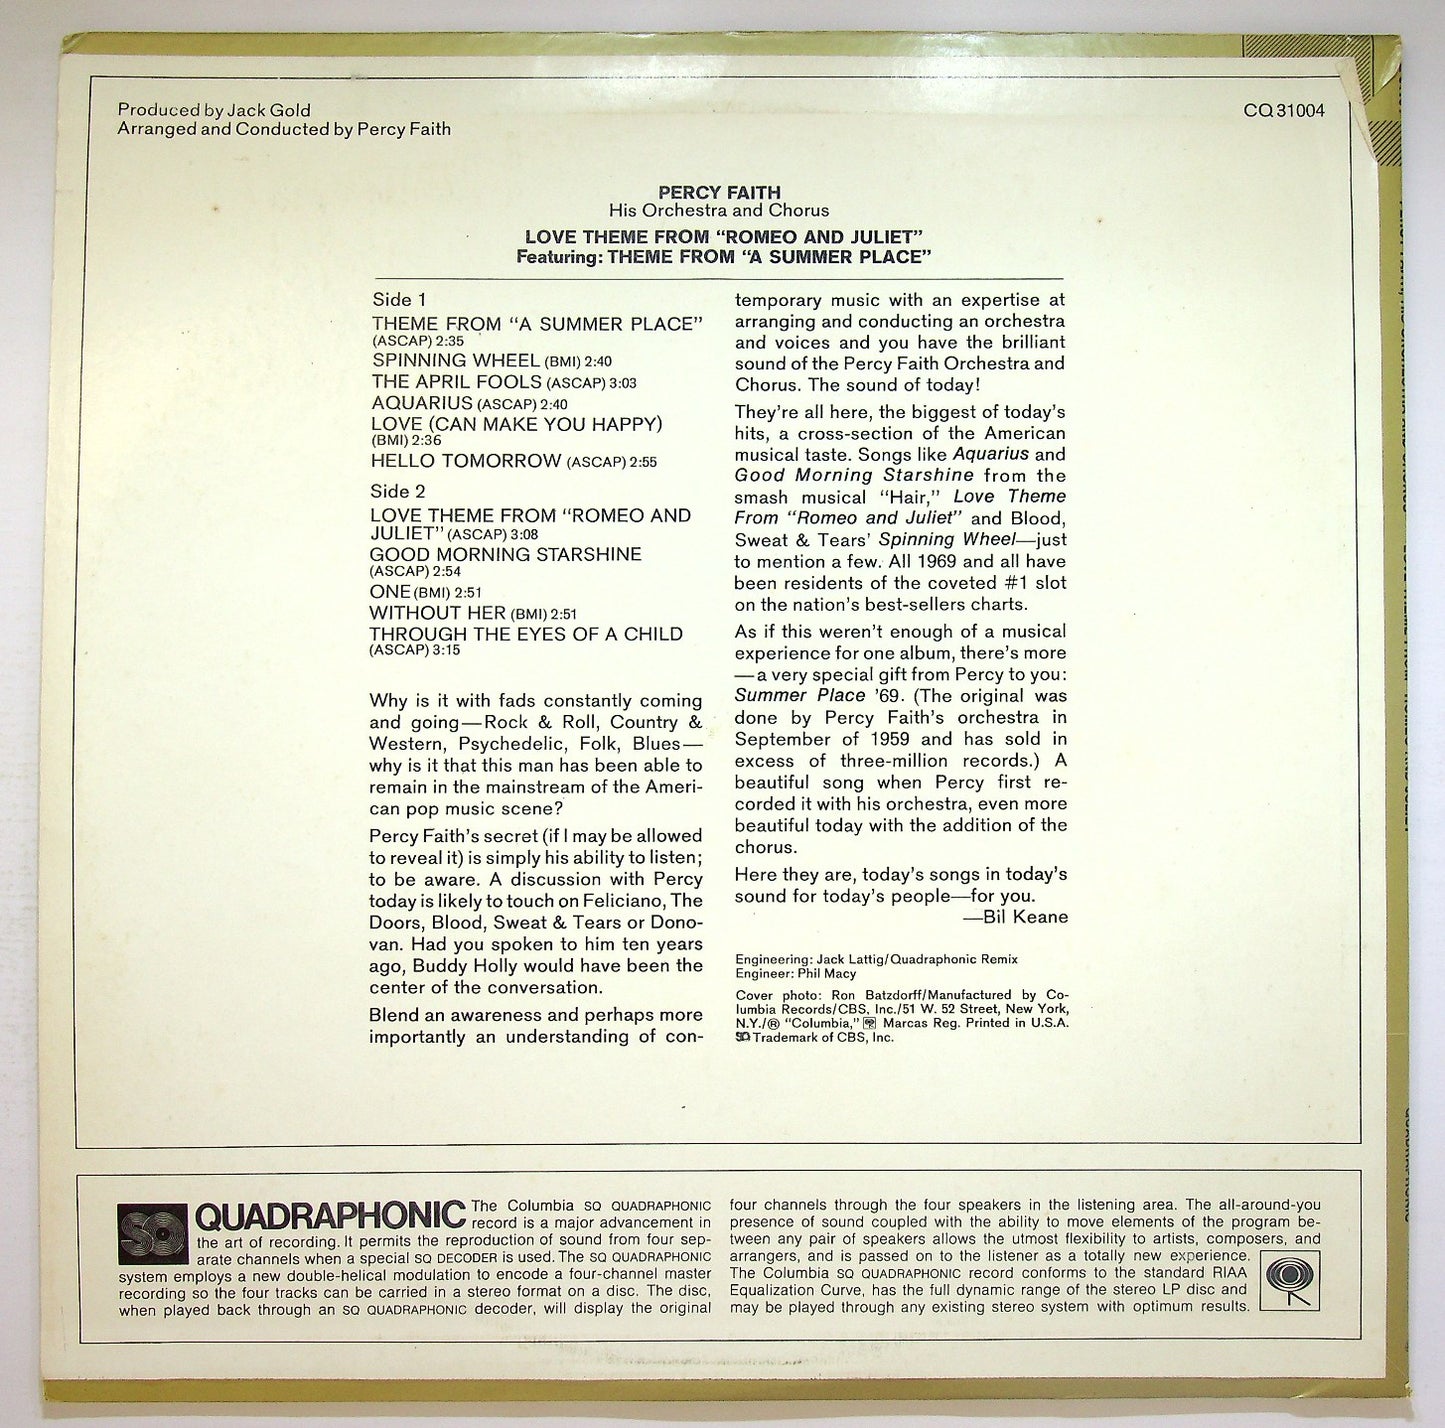 Produced by Jack Gold
Arranged and Conducted by Percy Faith
CQ 31004
PERCY FAITH
His Orchestra and Chorus
LOVE THEME FROM “ROMEO AND JULIET”
Featuring: THEME FROM “A SUMMER PLACE”
Side 1
THEME FROM “A SUMMER PLACE”
(ASCAP) 2:35
SPINNING WHEEL (BMI) 2:40
THE APRIL FOOLS (ASCAP) 3:03
AQUARIUS (ASCAP) 2:40
LOVE (CAN MAKE YOU HAPPY)
(BMI) 2:36
HELLO TOMORROW (ASCAP) 2:55
Side 2
LOVE THEME FROM “ROMEO AND
JULIET” (ASCAP) 3:08
GOOD MORNING STARSHINE
(ASCAP) 2:54
ONE (BMI) 2:51
WITHOUT HER (BMI) 2:51
THROUGH THE EYES OF A CHILD
(ASCAP) 3:15
Why is it with fads constantly coming
and going—Rock & Roll, Country &
Western, Psychedelic, Folk, Blues—
why is it that this man has been able to
remain in the mainstream of the Ameri-
can pop music scene?
Percy Faith’s secret (if I may be allowed
to reveal it) is simply his ability to listen;
to be aware. A discussion with Percy
today is likely to touch on Feliciano, The
Doors, Blood, Sweat & Tears or Dono-
van. Had you spoken to him ten years
ago, Buddy Holly would have been the
center of the conversation.
Blend an awareness and perhaps more
importantly an understanding of con-
temporary music with an expertise at
arranging and conducting an orchestra
and voices and you have the brilliant
sound of the Percy Faith Orchestra and
Chorus. The sound of today!
They’re all here, the biggest of today’s
hits, a cross-section of the American
musical taste. Songs like Aquarius and
Good Morning Starshine from the
smash musical “Hair,” Love Theme
From “Romeo and Juliet” and Blood,
Sweat & Tears’ Spinning Wheel—just
to mention a few. All 1969 and all have
been residents of the coveted #1 slot
on the nation’s best-sellers charts.
As if this weren’t enough of a musical
experience for one album, there’s more
—a very special gift from Percy to you:
Summer Place ’69. (The original was
done by Percy Faith’s orchestra in
September of 1959 and has sold in
excess of three-million records.) A
beautiful song when Percy first re-
corded it with his orchestra, even more
beautiful today with the addition of the
chorus.
Here they are, today’s songs in today’s
sound for today’s people—for you.
—Bil Keane
Engineering: Jack Lattig/Quadraphonic Remix
Engineer: Phil Macy
Cover photo: Ron Batzdorff/Manufactured by Co-
lumbia Records/CBS, Inc./51 W. 52 Street, New York,
N.Y./® “Columbia,” Marcas Reg. Printed in U.S.A.
SQ Trademark of CBS, Inc.
SQ QUADRAPHONIC The Columbia SQ QUADRAPHONIC
record is a major advancement in
the art of recording. It permits the reproduction of sound from four sep-
arate channels when a special SQ DECODER is used. The SQ QUADRAPHONIC
system employs a new double-helical modulation to encode a four-channel master
recording so the four tracks can be carried in a stereo format on a disc. The disc,
when played back through an SQ QUADRAPHONIC decoder, will display the original
four channels through the four speakers in the listening area. The all-around-you
presence of sound coupled with the ability to move elements of the program be-
tween any pair of speakers allows the utmost flexibility to artists, composers, and
arrangers, and is passed on to the listener as a totally new experience.
The Columbia SQ QUADRAPHONIC record conforms to the standard RIAA
Equalization Curve, has the full dynamic range of the stereo LP disc and
may be played through any existing stereo system with optimum results.